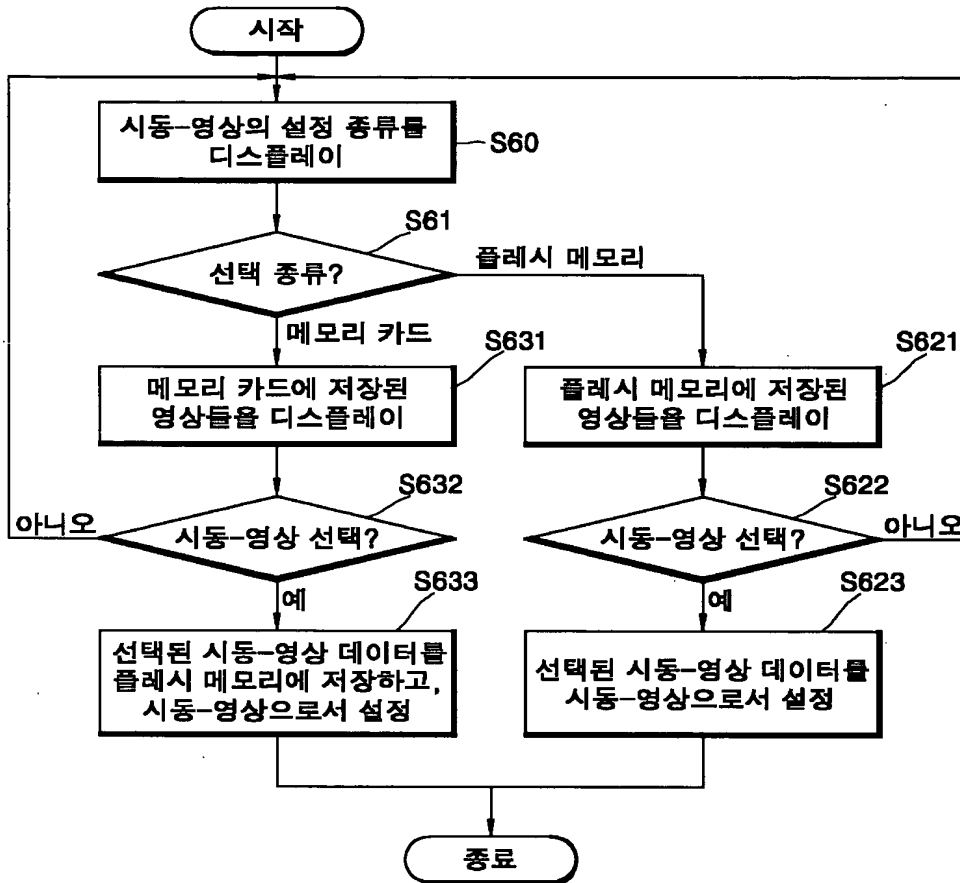 시작
시동-영상의 설정 종류를
디스플레이
S60
S61
선택 종류?
플레시 메모리
메모리 카드
S631
메모리 카드에 저장된
영상들을 디스플레이
S621
플레시 메모리에 저장된
영상들을 디스플레이
S632
시동-영상 선택?
아니오
S622
시동-영상 선택?
아니오
예
S633
선택된 시동-영상 데이터를
플레시 메모리에 저장하고,
시동-영상으로서 설정
예
S623
선택된 시동-영상 데이터를
시동-영상으로서 설정
종료